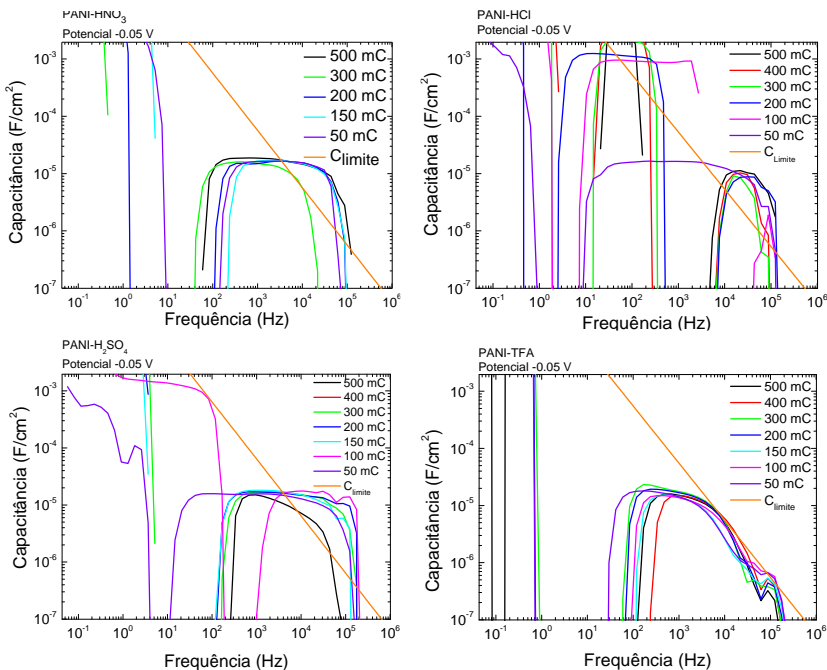 PANI-HNO3
Potencial -0.05 V
Capacitância (F/cm²)
10⁻³
10⁻⁴
10⁻⁵
10⁻⁶
10⁻⁷
500 mC
300 mC
200 mC
150 mC
50 mC
Climite
10⁻¹ 10⁰ 10¹ 10² 10³ 10⁴ 10⁵ 10⁶
Frequência (Hz)
PANI-HCl
Potencial -0.05 V
Capacitância (F/cm²)
10⁻³
10⁻⁴
10⁻⁵
10⁻⁶
10⁻⁷
500 mC
400 mC
300 mC
200 mC
100 mC
50 mC
CLimite
10⁻¹ 10⁰ 10¹ 10² 10³ 10⁴ 10⁵ 10⁶
Frequência (Hz)
PANI-H2SO4
Potencial -0.05 V
Capacitância (F/cm²)
10⁻³
10⁻⁴
10⁻⁵
10⁻⁶
10⁻⁷
500 mC
400 mC
300 mC
200 mC
150 mC
100 mC
50 mC
Climite
10⁻¹ 10⁰ 10¹ 10² 10³ 10⁴ 10⁵ 10⁶
Frequência (Hz)
PANI-TFA
Potencial -0.05 V
Capacitância (F/cm²)
10⁻³
10⁻⁴
10⁻⁵
10⁻⁶
10⁻⁷
500 mC
400 mC
300 mC
200 mC
150 mC
100 mC
50 mC
Climite
10⁻¹ 10⁰ 10¹ 10² 10³ 10⁴ 10⁵ 10⁶
Frequência (Hz)